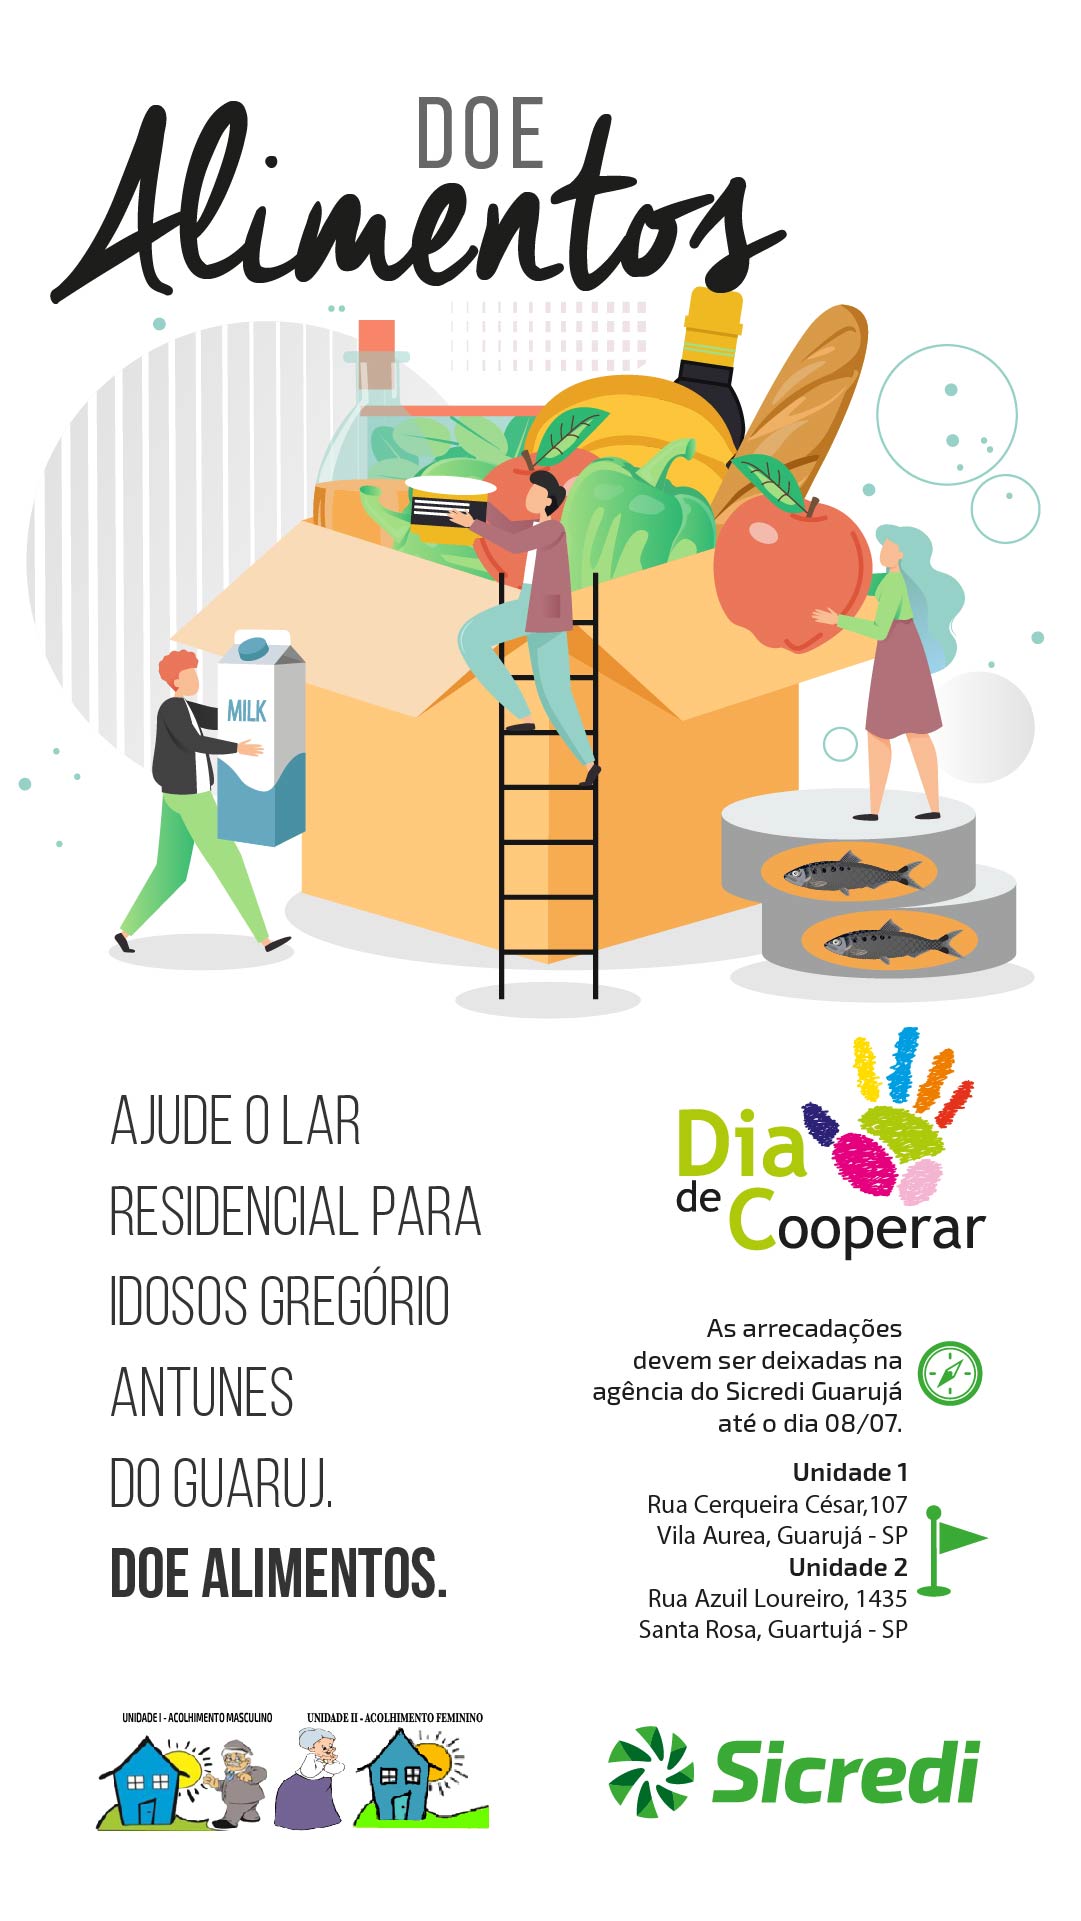 DOE
Alimentos
MILK
AJUDE O LAR
RESIDENCIAL PARA
IDOSOS GREGÓRIO
ANTUNES
DO GUARUJ.
DOE ALIMENTOS.
Dia
de Cooperar
As arrecadações
devem ser deixadas na
agência do Sicredi Guarujá
até o dia 08/07.
Unidade 1
Rua Cerqueira César,107
Vila Aurea, Guarujá - SP
Unidade 2
Rua Azuil Loureiro, 1435
Santa Rosa, Guartujá - SP
UNIDADE I - ACOLHIMENTO MASCULINO
UNIDADE II - ACOLHIMENTO FEMININO
Sicredi